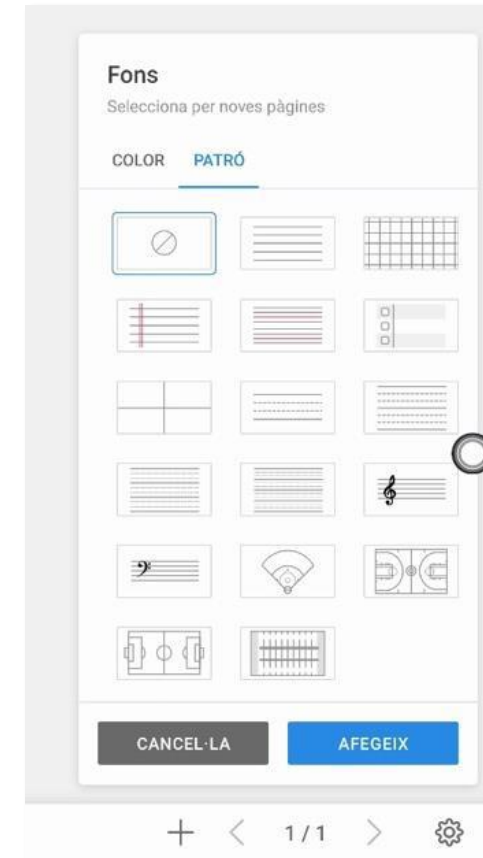 Fons
Selecciona per noves pàgines
COLOR PATRÓ
CANCEL·LA AFEGEIX
1 / 1